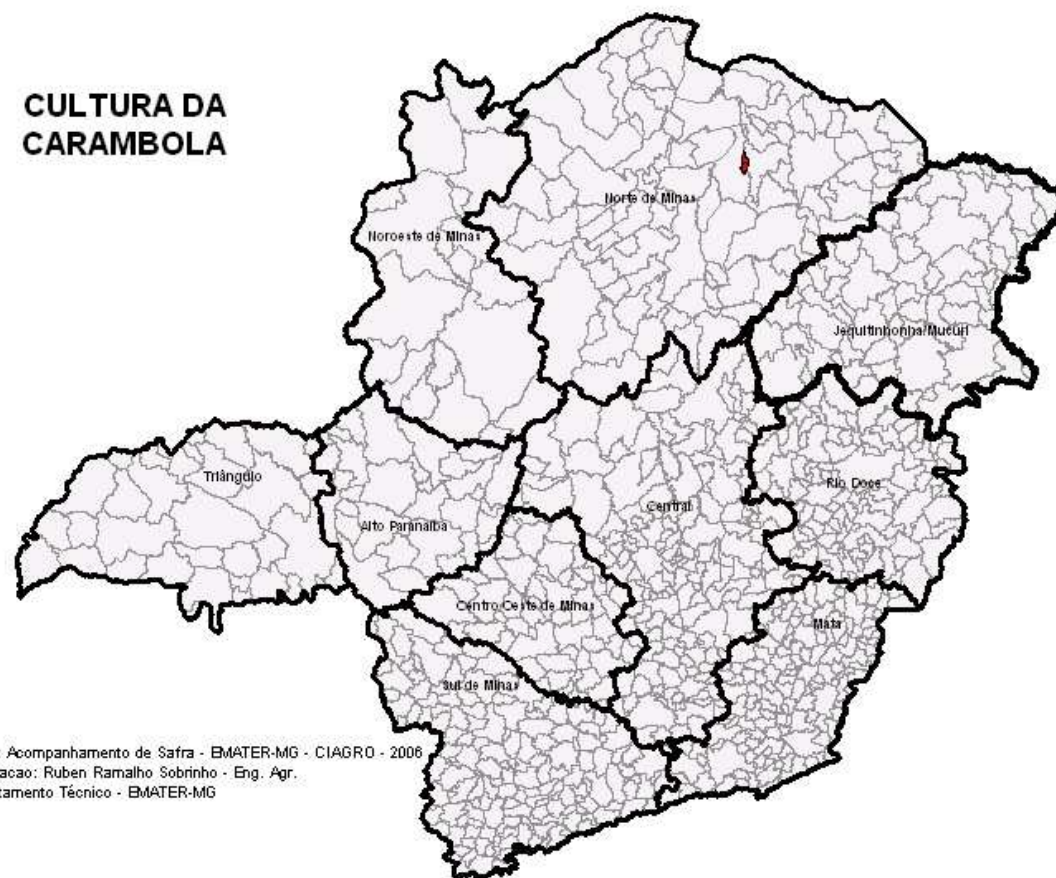 CULTURA DA
CARAMBOLA
Norte de Minas
Noroeste de Minas
Jequitinhonha/Mucuri
Triângulo
Rio Doce
Central
Alto Paranaíba
Centro Oeste de Minas
Mata
Sul de Minas
: Acompanhamento de Safra - EMATER-MG - CIAGRO - 2006
acao: Ruben Ramalho Sobrinho - Eng. Agr.
tamento Técnico - EMATER-MG